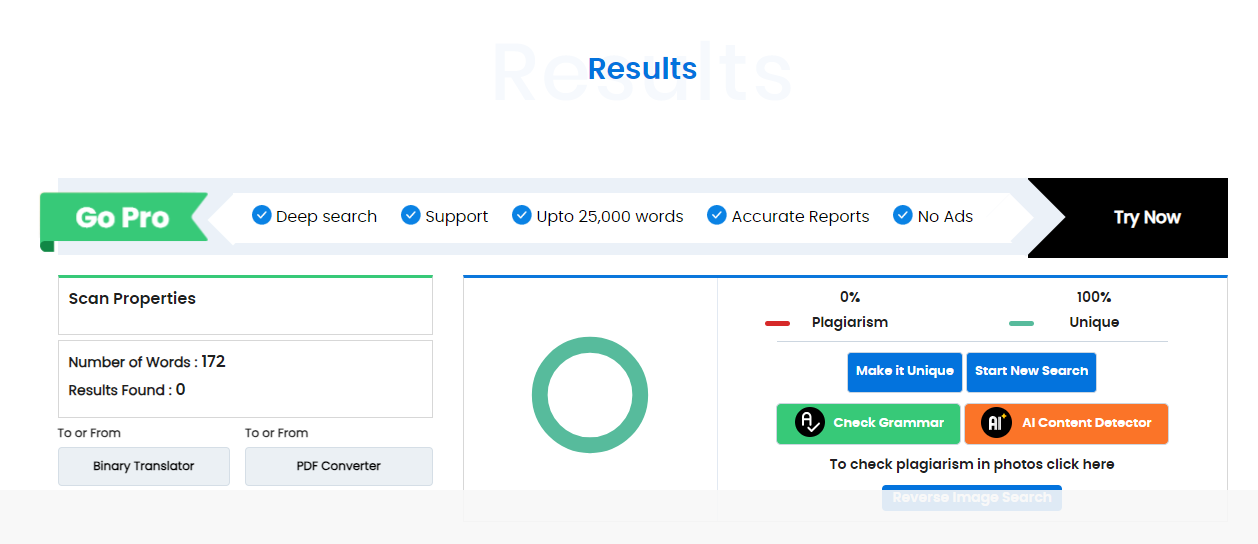 Results
Results
Go Pro
Deep search
Support
Upto 25,000 words
Accurate Reports
No Ads
Try Now
Scan Properties
Number of Words : 172
Results Found : 0
To or From
To or From
Binary Translator
PDF Converter
0%
100%
Plagiarism
Unique
Make it Unique
Start New Search
Check Grammar
AI
AI Content Detector
To check plagiarism in photos click here
Reverse Image Search